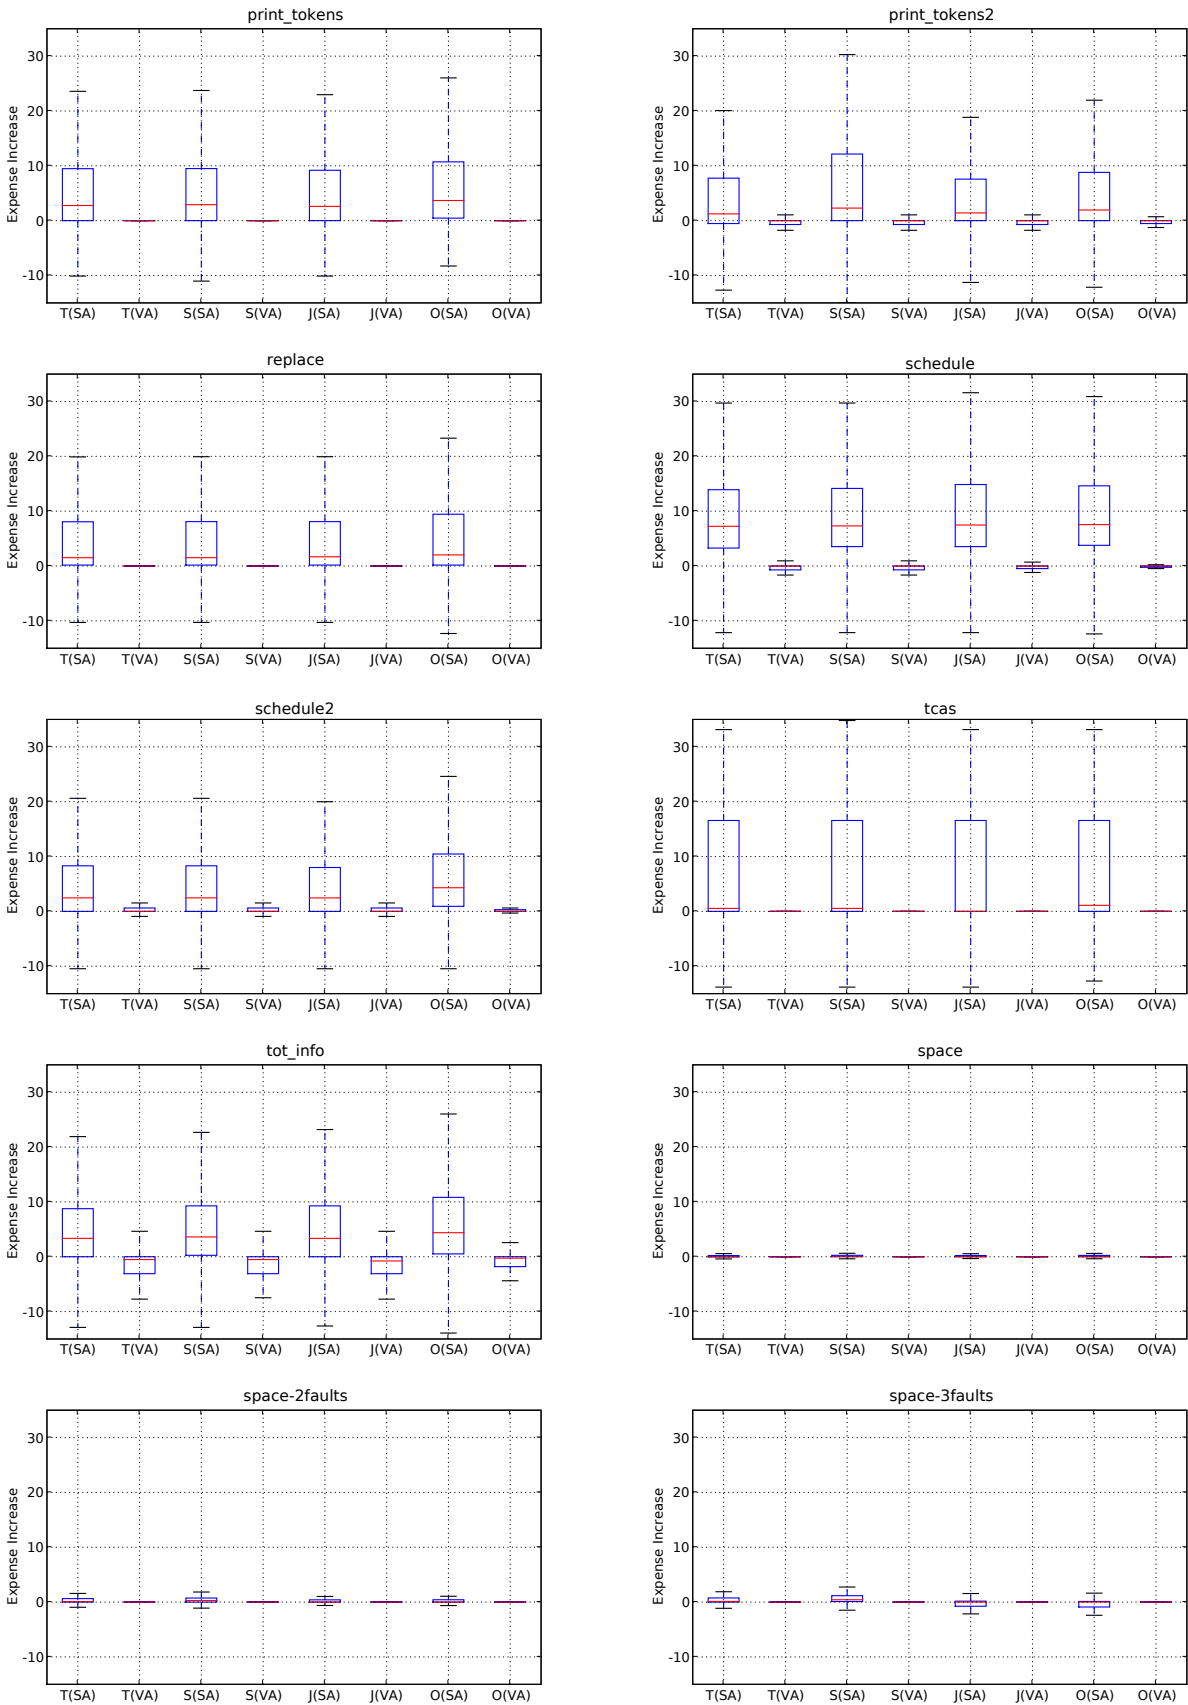 print_tokens
30
20
10
0
-10
Expense Increase
T(SA) T(VA) S(SA) S(VA) J(SA) J(VA) O(SA) O(VA)
print_tokens2
30
20
10
0
-10
Expense Increase
T(SA) T(VA) S(SA) S(VA) J(SA) J(VA) O(SA) O(VA)
replace
30
20
10
0
-10
Expense Increase
T(SA) T(VA) S(SA) S(VA) J(SA) J(VA) O(SA) O(VA)
schedule
30
20
10
0
-10
Expense Increase
T(SA) T(VA) S(SA) S(VA) J(SA) J(VA) O(SA) O(VA)
schedule2
30
20
10
0
-10
Expense Increase
T(SA) T(VA) S(SA) S(VA) J(SA) J(VA) O(SA) O(VA)
tcas
30
20
10
0
-10
Expense Increase
T(SA) T(VA) S(SA) S(VA) J(SA) J(VA) O(SA) O(VA)
tot_info
30
20
10
0
-10
Expense Increase
T(SA) T(VA) S(SA) S(VA) J(SA) J(VA) O(SA) O(VA)
space
30
20
10
0
-10
Expense Increase
T(SA) T(VA) S(SA) S(VA) J(SA) J(VA) O(SA) O(VA)
space-2faults
30
20
10
0
-10
Expense Increase
T(SA) T(VA) S(SA) S(VA) J(SA) J(VA) O(SA) O(VA)
space-3faults
30
20
10
0
-10
Expense Increase
T(SA) T(VA) S(SA) S(VA) J(SA) J(VA) O(SA) O(VA)